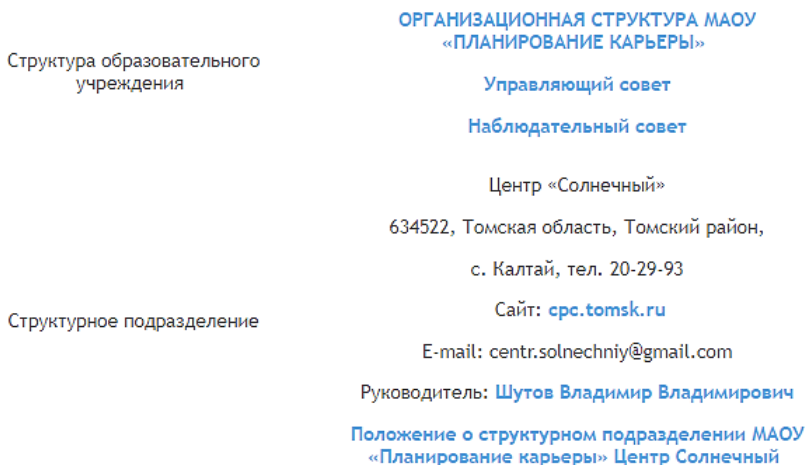 Структура образовательного
учреждения
ОРГАНИЗАЦИОННАЯ СТРУКТУРА МАОУ
«ПЛАНИРОВАНИЕ КАРЬЕРЫ»
Управляющий совет
Наблюдательный совет
Структурное подразделение
Центр «Солнечный»
634522, Томская область, Томский район,
с. Калтай, тел. 20-29-93
Сайт: cpc.tomsk.ru
E-mail: centr.solnechniy@gmail.com
Руководитель: Шутов Владимир Владимирович
Положение о структурном подразделении МАОУ
«Планирование карьеры» Центр Солнечный